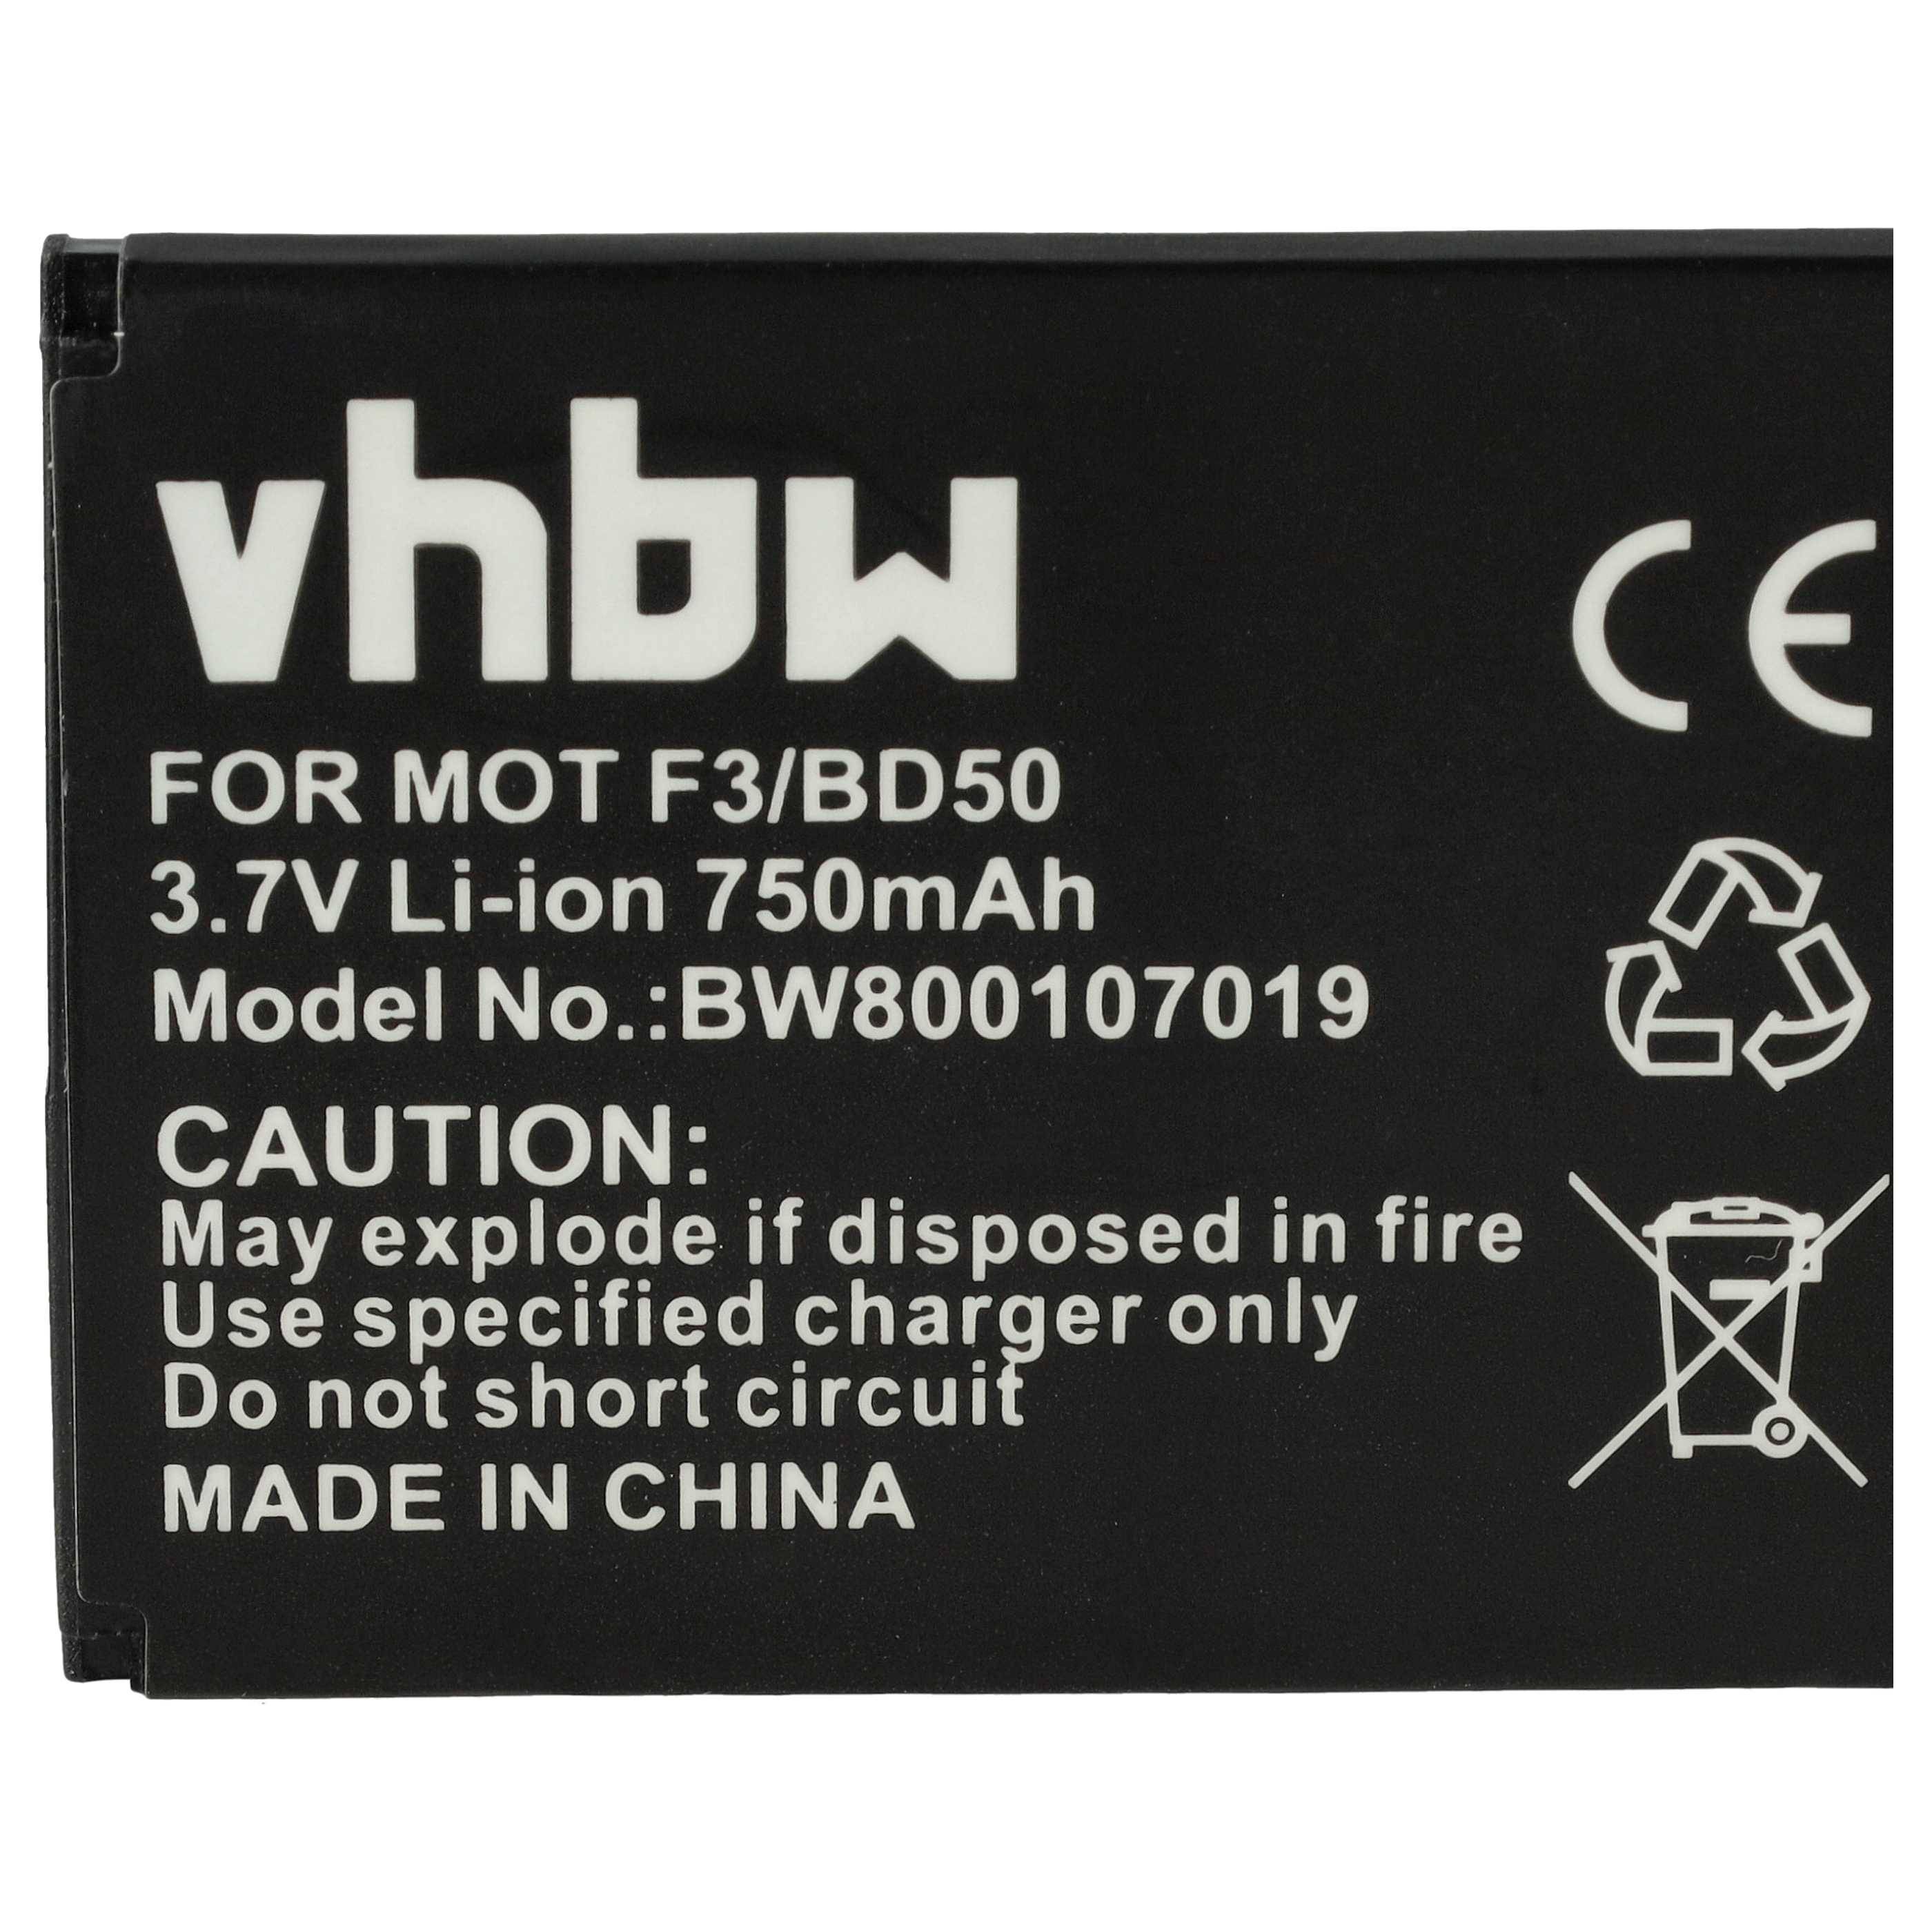 vhbw
CE
FOR MOT F3/BD50
3.7V Li-ion 750mAh
Model No.:BW800107019
CAUTION:
May explode if disposed in fire
Use specified charger only
Do not short circuit
MADE IN CHINA